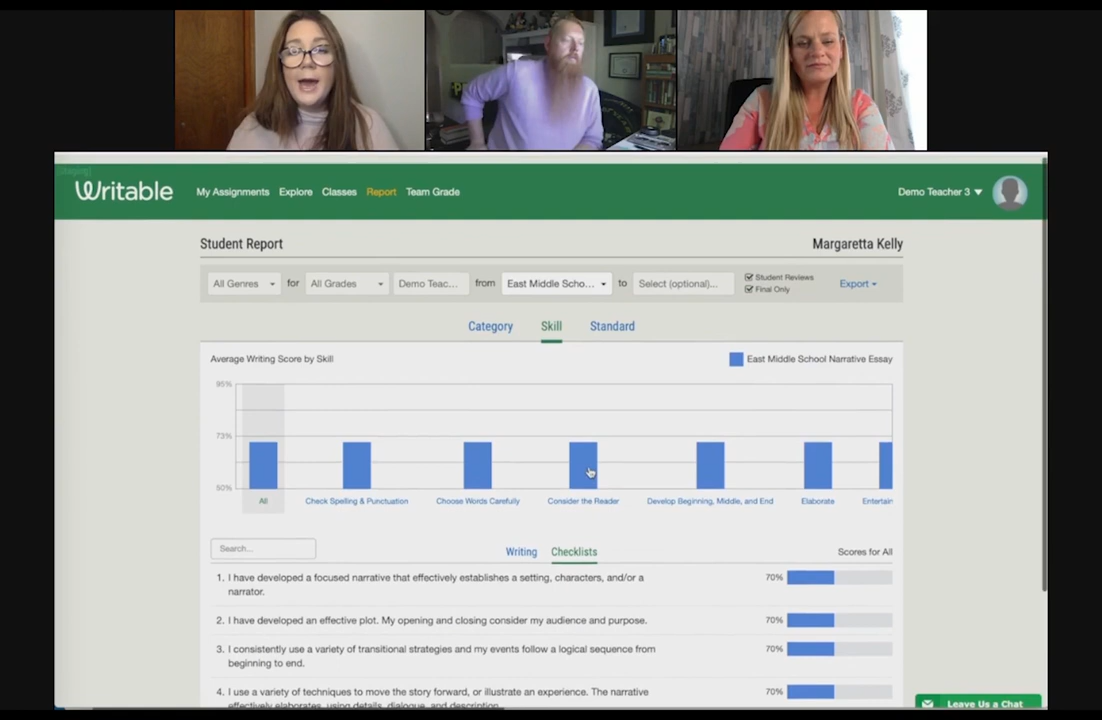 Writable
My Assignments Explore Classes Report Team Grade
Demo Teacher 3
Student Report
Margaretta Kelly
All Genres for All Grades Demo Teac... from East Middle Scho... to Select (optional)...
Student Reviews
Final Only
Export
Category Skill Standard
Average Writing Score by Skill
East Middle School Narrative Essay
95%
73%
50%
All Check Spelling & Punctuation Choose Words Carefully Consider the Reader Develop Beginning, Middle, and End Elaborate Entertain
Search...
Writing Checklists
Scores for All
1. I have developed a focused narrative that effectively establishes a setting, characters, and/or a
narrator.
70%
2. I have developed an effective plot. My opening and closing consider my audience and purpose.
70%
3. I consistently use a variety of transitional strategies and my events follow a logical sequence from
beginning to end.
70%
4. I use a variety of techniques to move the story forward, or illustrate an experience. The narrative
effectively elaborates, using details, dialogue, and description.
70%
Leave Us a Chat